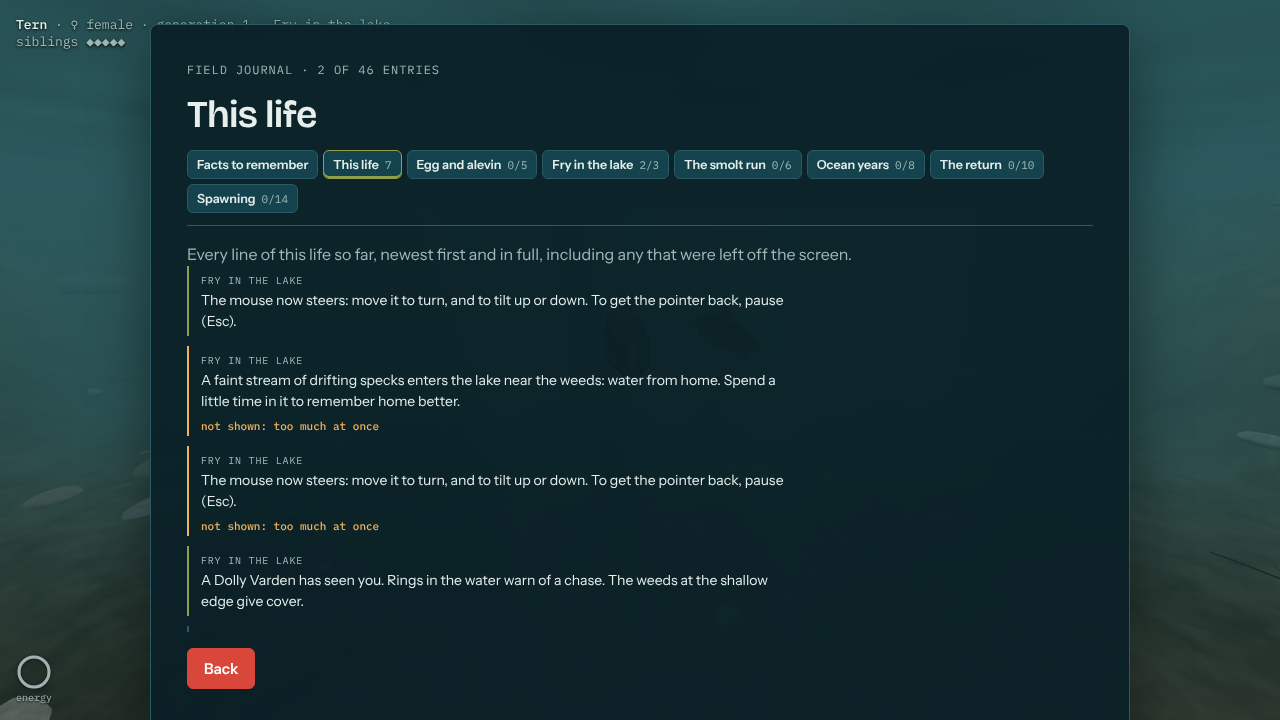 Tern · ♀ female · generation 1 · Fry in the lake
siblings ◆◆◆◆◆
FIELD JOURNAL · 2 OF 46 ENTRIES
This life
Facts to remember
This life 7
Egg and alevin 0/5
Fry in the lake 2/3
The smolt run 0/6
Ocean years 0/8
The return 0/10
Spawning 0/14
Every line of this life so far, newest first and in full, including any that were left off the screen.
FRY IN THE LAKE
The mouse now steers: move it to turn, and to tilt up or down. To get the pointer back, pause
(Esc).
FRY IN THE LAKE
A faint stream of drifting specks enters the lake near the weeds: water from home. Spend a
little time in it to remember home better.
not shown: too much at once
FRY IN THE LAKE
The mouse now steers: move it to turn, and to tilt up or down. To get the pointer back, pause
(Esc).
not shown: too much at once
FRY IN THE LAKE
A Dolly Varden has seen you. Rings in the water warn of a chase. The weeds at the shallow
edge give cover.
Back
energy